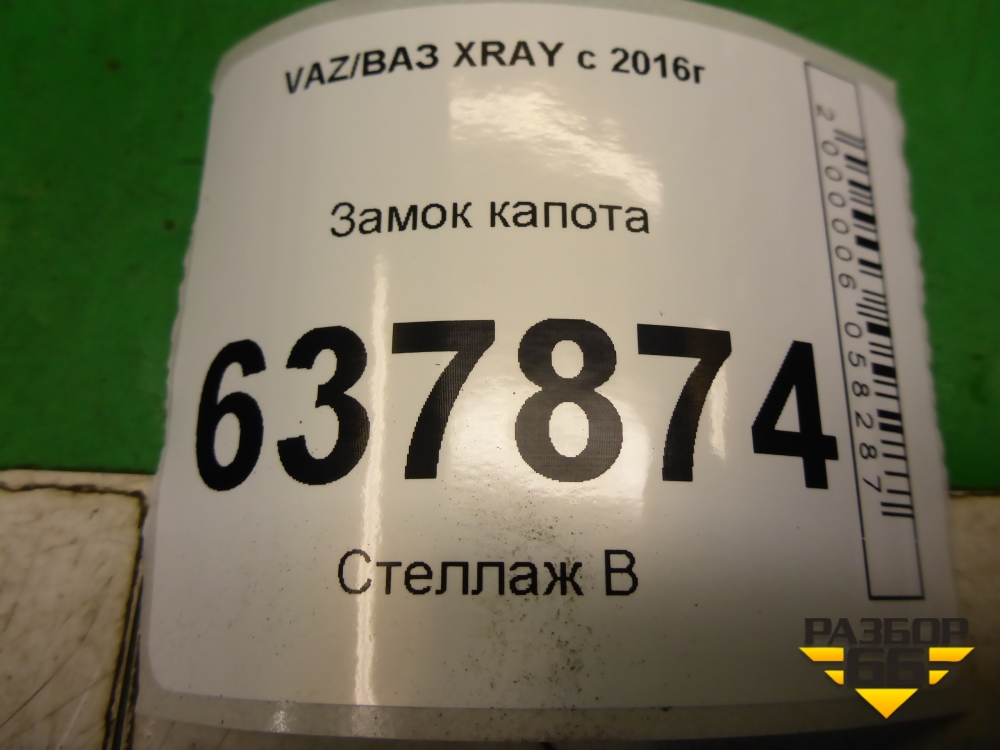 VAZ/ВАЗ XRAY с 2016г
Замок капота
637874
Стеллаж В
2000006058287
РАЗБОР
66